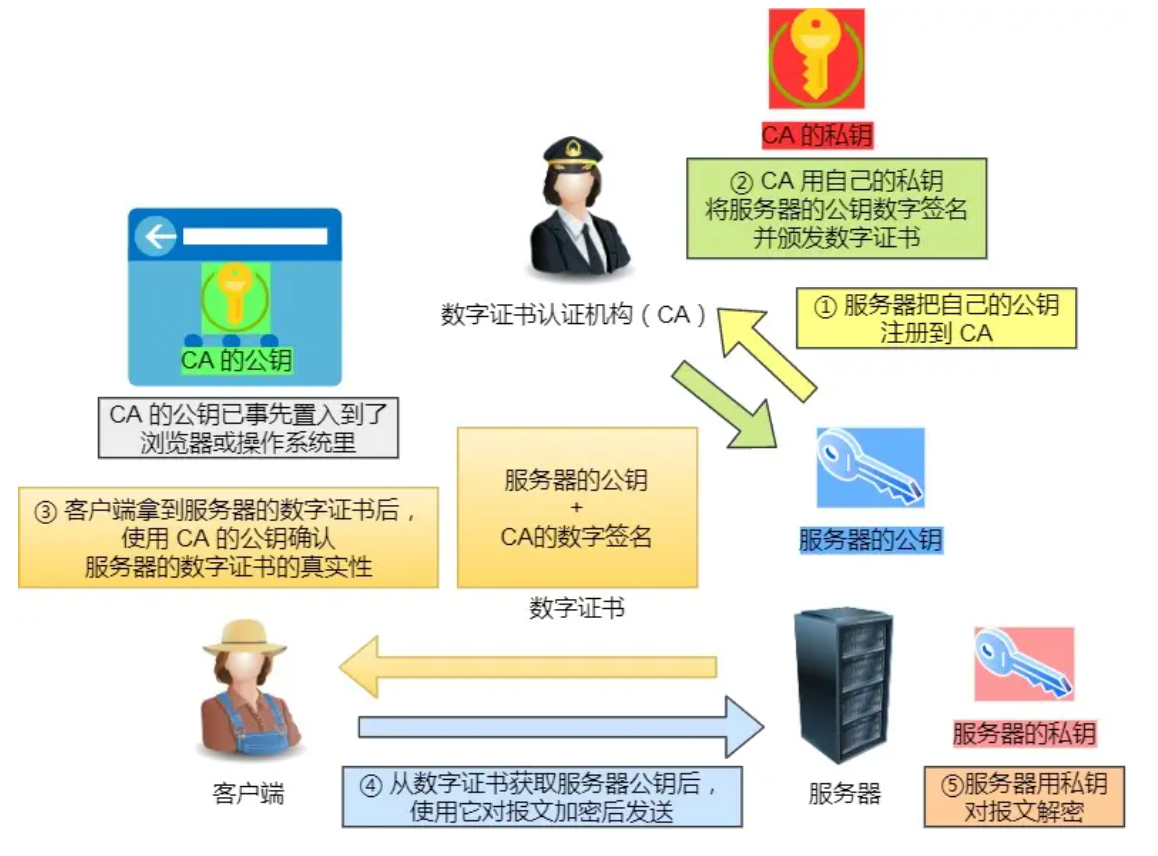 CA 的私钥
② CA 用自己的私钥
将服务器的公钥数字签名
并颁发数字证书
数字证书认证机构（CA）
① 服务器把自己的公钥
注册到 CA
CA 的公钥
CA 的公钥已事先置入到了
浏览器或操作系统里
③ 客户端拿到服务器的数字证书后，
使用 CA 的公钥确认
服务器的数字证书的真实性
服务器的公钥
+
CA的数字签名
数字证书
服务器的公钥
服务器的私钥
客户端
④ 从数字证书获取服务器公钥后，
使用它对报文加密后发送
服务器
⑤服务器用私钥
对报文解密